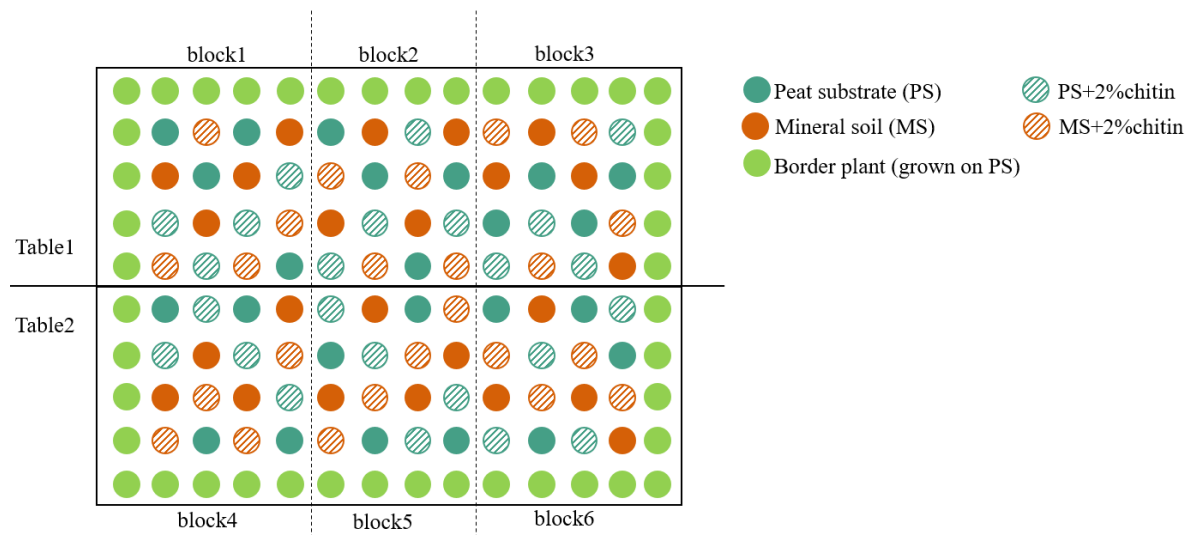 block1
block2
block3
Peat substrate (PS)
PS+2%chitin
Mineral soil (MS)
MS+2%chitin
Border plant (grown on PS)
Table1
Table2
block4
block5
block6